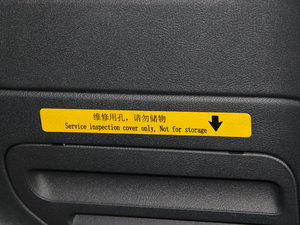 维修用孔，请勿储物
Service inspection cover only, Not for storage